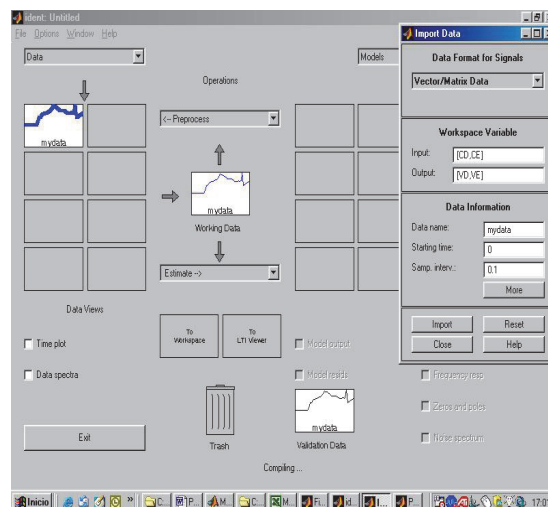 ident: Untitled
File Options Window Help
Data
Models
Operations
<-- Preprocess
mydata
mydata
Working Data
Estimate -->
Data Views
Time plot
Data spectra
To Workspace
To LTI Viewer
Model output
Model resids
Frequency resp
Zeros and poles
Noise spectrum
Exit
Trash
mydata
Validation Data
Compiling ...
Import Data
Data Format for Signals
Vector/Matrix Data
Workspace Variable
Input: [CD,CE]
Output: [VD,VE]
Data Information
Data name: mydata
Starting time: 0
Samp. interv.: 0.1
More
Import Reset
Close Help
Inicio » C: P... M... C: M... Fi... id... I... P...